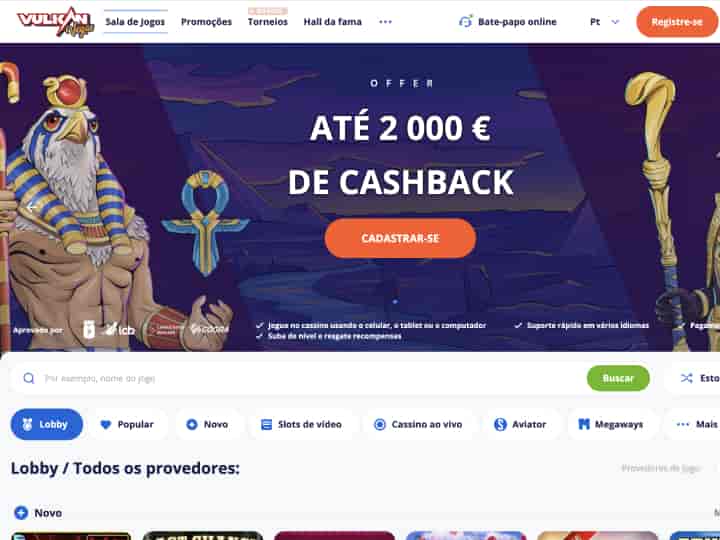 VULKAN Vegas
Sala de Jogos
Promoções
Torneios
Hall da fama
Bate-papo online
Pt
Registre-se
OFFER
ATÉ 2 000 €
DE CASHBACK
CADASTRAR-SE
Aprovado por
icb
Jogue no cassino usando o celular, o tablet ou o computador
Suporte rápido em vários idiomas
Suba de nível e resgate recompensas
Por exemplo, nome do jogo
Buscar
Lobby
Popular
Novo
Slots de vídeo
Cassino ao vivo
Aviator
Megaways
Mais
Lobby / Todos os provedores:
Provedores de jogo
Novo